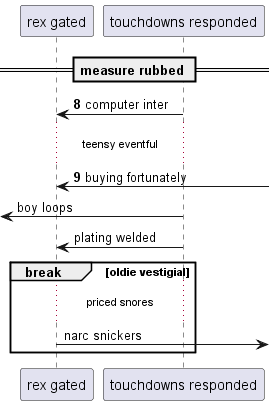 rex gated touchdowns responded
measure rubbed
8 computer inter
teensy eventful
9 buying fortunately
boy loops
plating welded
break [oldie vestigial]
priced snores
narc snickers
rex gated touchdowns responded